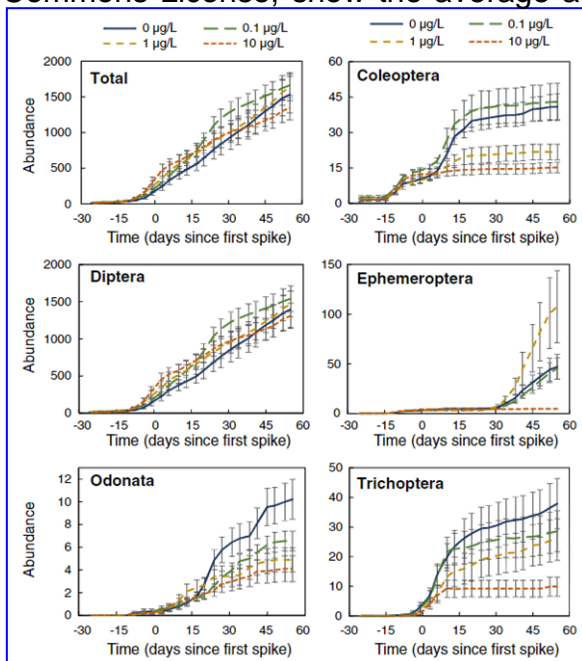 Commons License, show the average a
0 µg/L 0.1 µg/L
1 µg/L 10 µg/L
0 µg/L 0.1 µg/L
1 µg/L 10 µg/L
Total
Abundance
2000
1500
1000
500
0
-30 -15 0 15 30 45 60
Time (days since first spike)
Coleoptera
60
45
30
15
0
-30 -15 0 15 30 45 60
Time (days since first spike)
Diptera
Abundance
2000
1500
1000
500
0
-30 -15 0 15 30 45 60
Time (days since first spike)
Ephemeroptera
150
100
50
0
-30 -15 0 15 30 45 60
Time (days since first spike)
Odonata
Abundance
12
10
8
6
4
2
0
-30 -15 0 15 30 45 60
Time (days since first spike)
Trichoptera
50
40
30
20
10
0
-30 -15 0 15 30 45 60
Time (days since first spike)